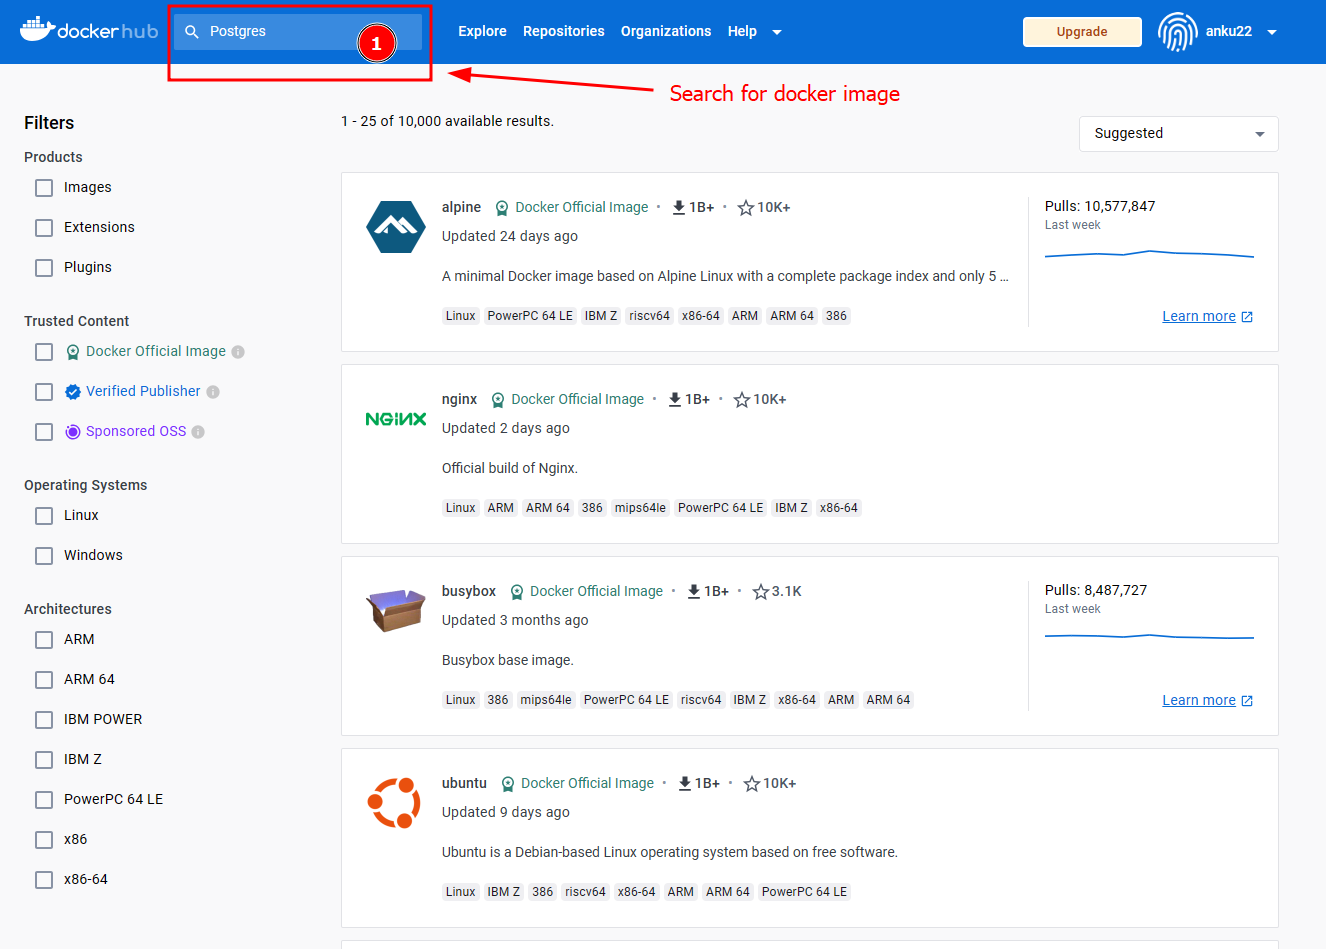 docker hub
Postgres
1
Explore Repositories Organizations Help
Upgrade
anku22
Search for docker image
Filters
Products
Images
Extensions
Plugins
Trusted Content
Docker Official Image
Verified Publisher
Sponsored OSS
Operating Systems
Linux
Windows
Architectures
ARM
ARM 64
IBM POWER
IBM Z
PowerPC 64 LE
x86
x86-64
1 - 25 of 10,000 available results.
Suggested
alpine Docker Official Image • 1B+ • 10K+
Updated 24 days ago
A minimal Docker image based on Alpine Linux with a complete package index and only 5 ...
Linux PowerPC 64 LE IBM Z riscv64 x86-64 ARM ARM 64 386
Pulls: 10,577,847
Last week
Learn more
NGINX
nginx Docker Official Image • 1B+ • 10K+
Updated 2 days ago
Official build of Nginx.
Linux ARM ARM 64 386 mips64le PowerPC 64 LE IBM Z x86-64
busybox Docker Official Image • 1B+ • 3.1K
Updated 3 months ago
Busybox base image.
Linux 386 mips64le PowerPC 64 LE riscv64 IBM Z x86-64 ARM ARM 64
Pulls: 8,487,727
Last week
Learn more
ubuntu Docker Official Image • 1B+ • 10K+
Updated 9 days ago
Ubuntu is a Debian-based Linux operating system based on free software.
Linux IBM Z 386 riscv64 x86-64 ARM ARM 64 PowerPC 64 LE